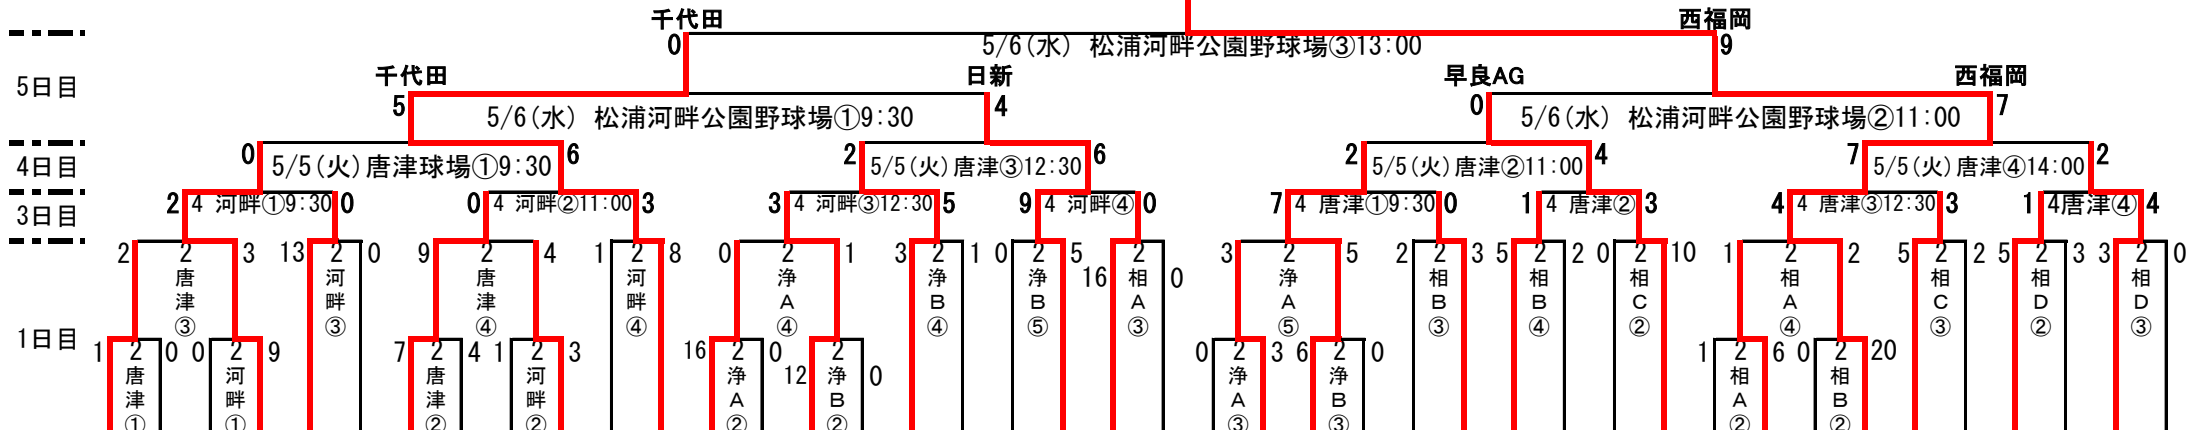 千代田 西福岡
0 5/6(水) 松浦河畔公園野球場③13:00 9
千代田 日新 早良AG 西福岡
5日目
5 5/6(水) 松浦河畔公園野球場①9:30 4 0 5/6(水) 松浦河畔公園野球場②11:00 7
4日目 0 5/5(火)唐津球場①9:30 6 2 5/5(火)唐津③12:30 6 2 5/5(火)唐津②11:00 4 7 5/5(火)唐津④14:00 2
3日目 2 4 河畔①9:30 0 0 4 河畔②11:00 3 3 4 河畔③12:30 5 9 4 河畔④ 0 7 4 唐津①9:30 0 1 4 唐津② 3 4 4 唐津③12:30 3 1 4唐津④ 4
2 2 3 13 2 0 9 2 4 1 2 8 0 2 1 3 2 1 0 2 5 16 2 0 3 2 5 2 2 3 5 2 2 0 2 10 1 2 2 5 2 2 5 2 3 3 2 0
唐津③ 河畔③ 唐津④ 河畔④ 浄A④ 浄B④ 浄B⑤ 相A③ 浄A⑤ 相B③ 相B④ 相C② 相A④ 相C③ 相D② 相D③
1日目
1 2 0 0 2 9 7 2 4 1 2 3 16 2 0 12 2 0 0 2 3 6 2 0 1 2 6 0 2 20
唐津① 河畔① 唐津② 河畔② 浄A② 浄B② 浄A③ 浄B③ 相A② 相B②